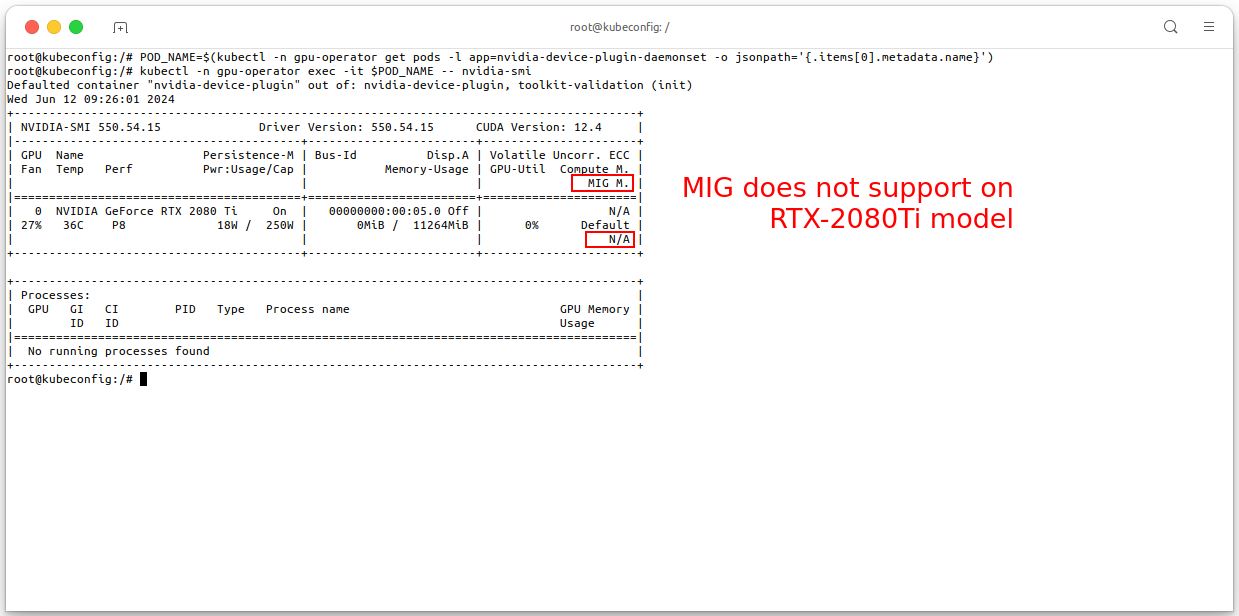 root@kubeconfig: /
root@kubeconfig:/# POD_NAME=$(kubectl -n gpu-operator get pods -l app=nvidia-device-plugin-daemonset -o jsonpath='{.items[0].metadata.name}')
root@kubeconfig:/# kubectl -n gpu-operator exec -it $POD_NAME -- nvidia-smi
Defaulted container "nvidia-device-plugin" out of: nvidia-device-plugin, toolkit-validation (init)
Wed Jun 12 09:26:01 2024
+-----------------------------------------------------------------------------------------+
| NVIDIA-SMI 550.54.15              Driver Version: 550.54.15      CUDA Version: 12.4     |
|-----------------------------------------+------------------------+----------------------+
| GPU  Name                 Persistence-M | Bus-Id          Disp.A | Volatile Uncorr. ECC |
| Fan  Temp   Perf          Pwr:Usage/Cap |           Memory-Usage | GPU-Util  Compute M. |
|                                         |                        |               MIG M. |
|=========================================+========================+======================|
|   0  NVIDIA GeForce RTX 2080 Ti     On  |   00000000:00:05.0 Off |                  N/A |
| 27%   36C    P8             18W /  250W |       0MiB /  11264MiB |      0%      Default |
|                                         |                        |                  N/A |
+-----------------------------------------+------------------------+----------------------+
+-----------------------------------------------------------------------------------------+
| Processes:                                                                              |
|  GPU   GI   CI        PID   Type   Process name                              GPU Memory |
|        ID   ID                                                               Usage      |
|=========================================================================================|
|  No running processes found                                                             |
+-----------------------------------------------------------------------------------------+
root@kubeconfig:/#
MIG does not support on
RTX-2080Ti model